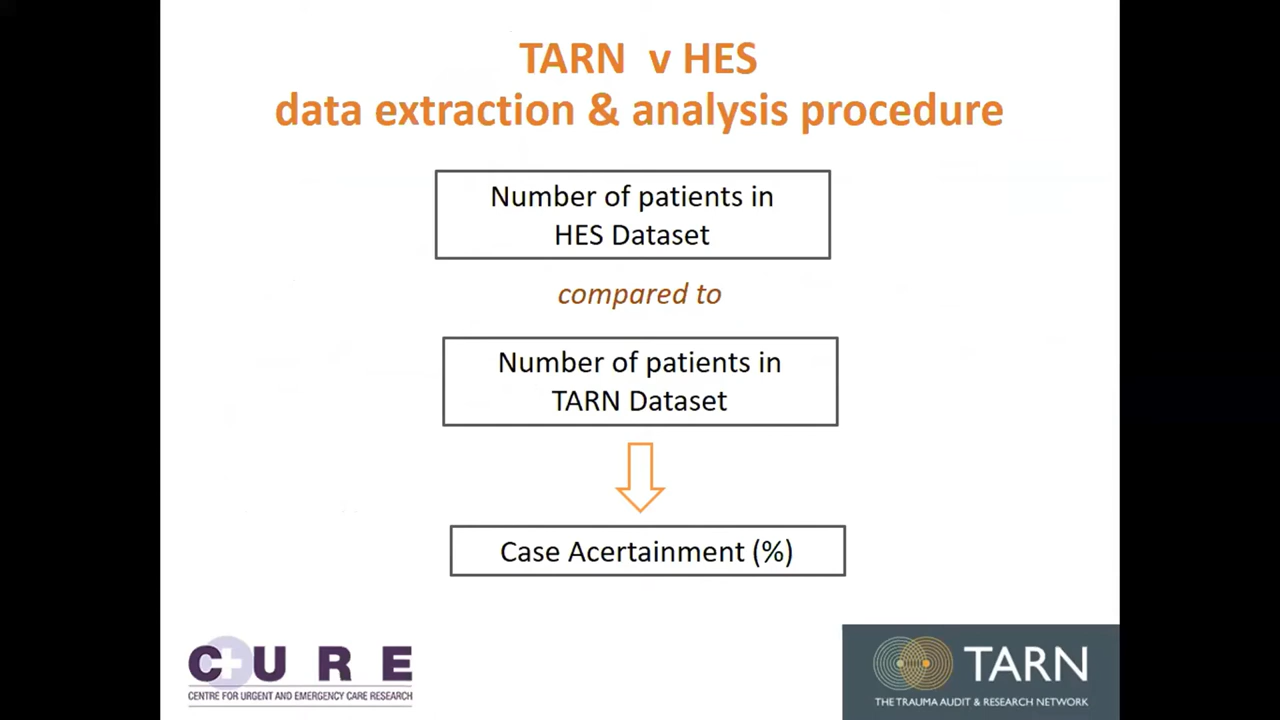 TARN v HES
data extraction & analysis procedure
Number of patients in
HES Dataset
compared to
Number of patients in
TARN Dataset
Case Acertainment (%)
CURE
CENTRE FOR URGENT AND EMERGENCY CARE RESEARCH
TARN
THE TRAUMA AUDIT & RESEARCH NETWORK